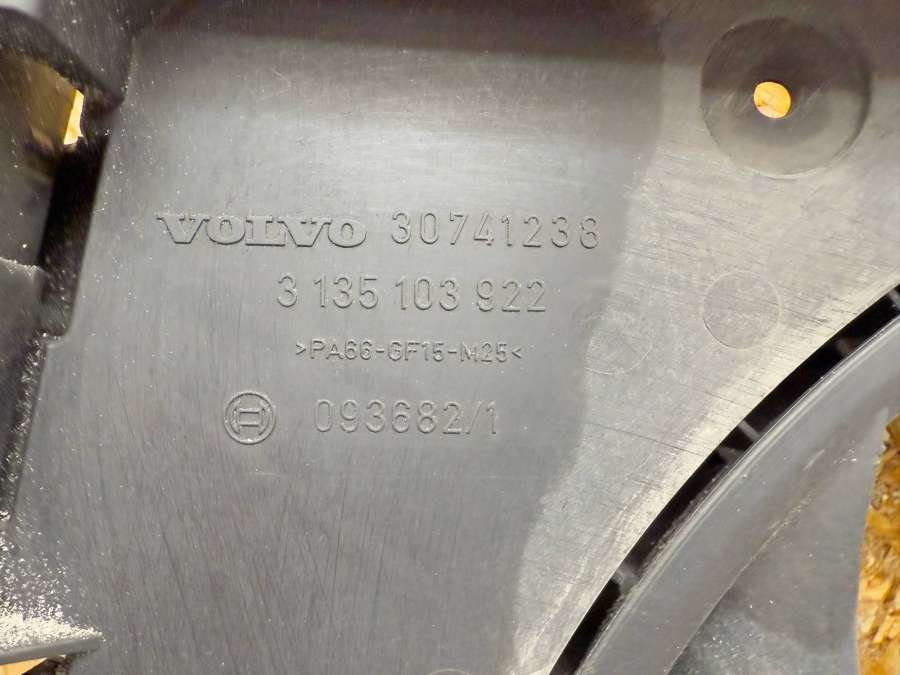 VOLVO 30741238
3 135 103 922
>PA66-GF15-M25<
093682/1